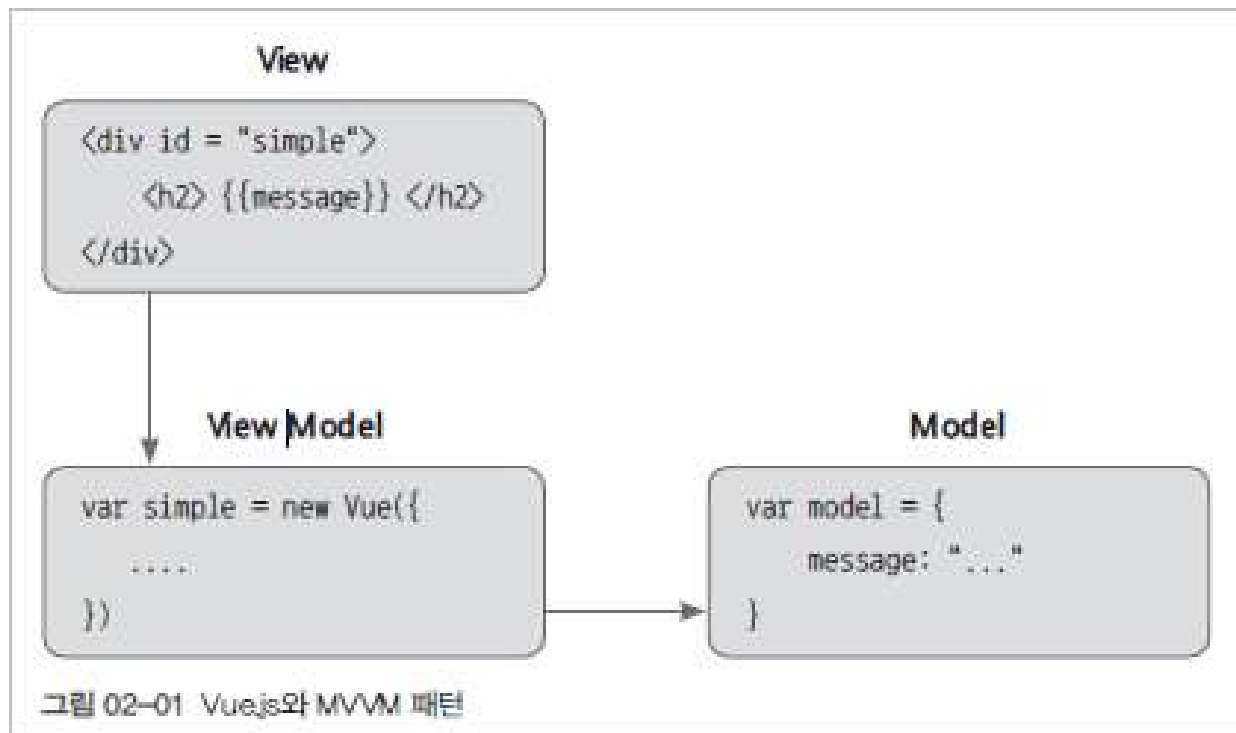 View
<div id = "simple">
<h2> {{message}} </h2>
</div>
View Model
var simple = new Vue({
....
})
Model
var model = {
message: "..."
}
그림 02-01 Vue.js와 MVVM 패턴